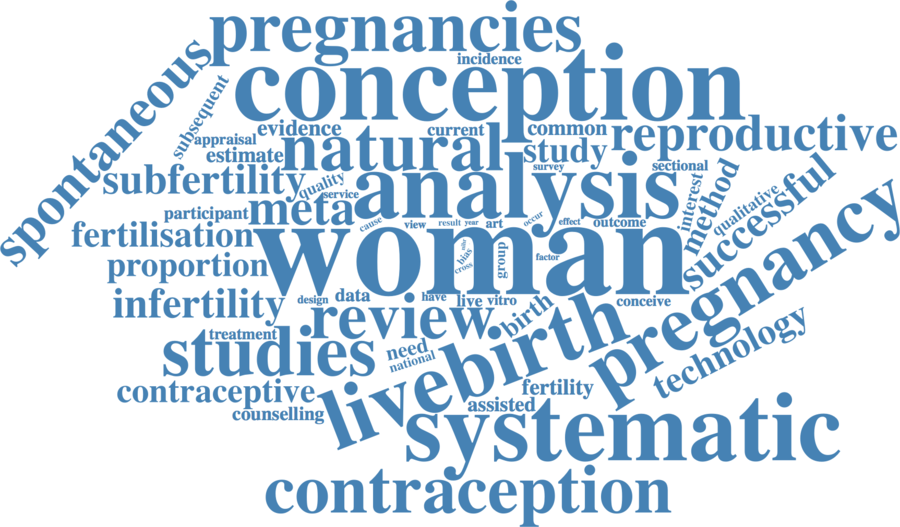 pregnancies
incidence
spontaneous
conception
subsequent
appraisal
evidence
current
common
reproductive
estimate
natural
study
survey
sectional
subfertility
quality
service
analysis
interest
method
qualitative
successful
participant
meta
cause
view
result
year
art
occur
effect
outcome
fertilisation
woman
bias
cross
group
factor
proportion
pregnancy
infertility
design
data
have
live
vitro
birth
conceive
review
treatment
studies
need
national
livebirth
technology
contraceptive
counselling
fertility
assisted
systematic
contraception